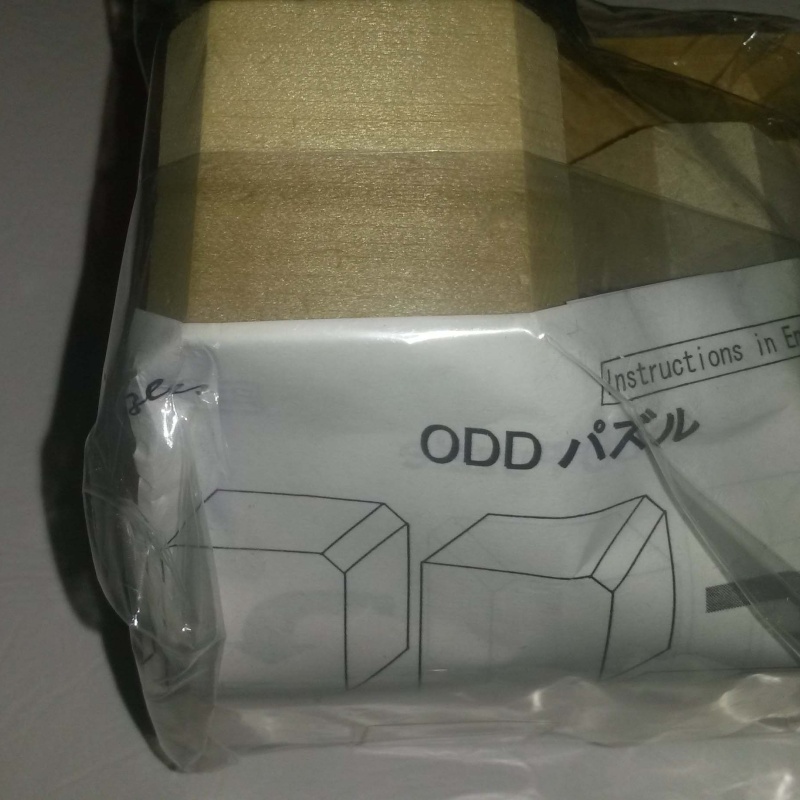 Instructions in En
ODD パズル